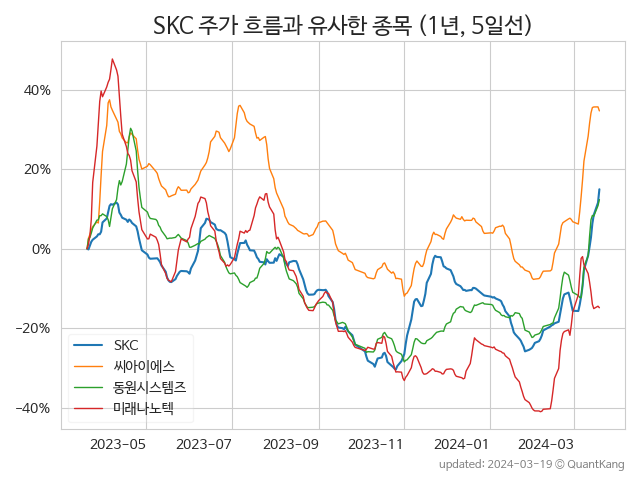 SKC 주가 흐름과 유사한 종목 (1년, 5일선)
40%
20%
0%
−20%
−40%
SKC
씨아이에스
동원시스템즈
미래나노텍
2023-05
2023-07
2023-09
2023-11
2024-01
2024-03
updated: 2024-03-19 © QuantKang